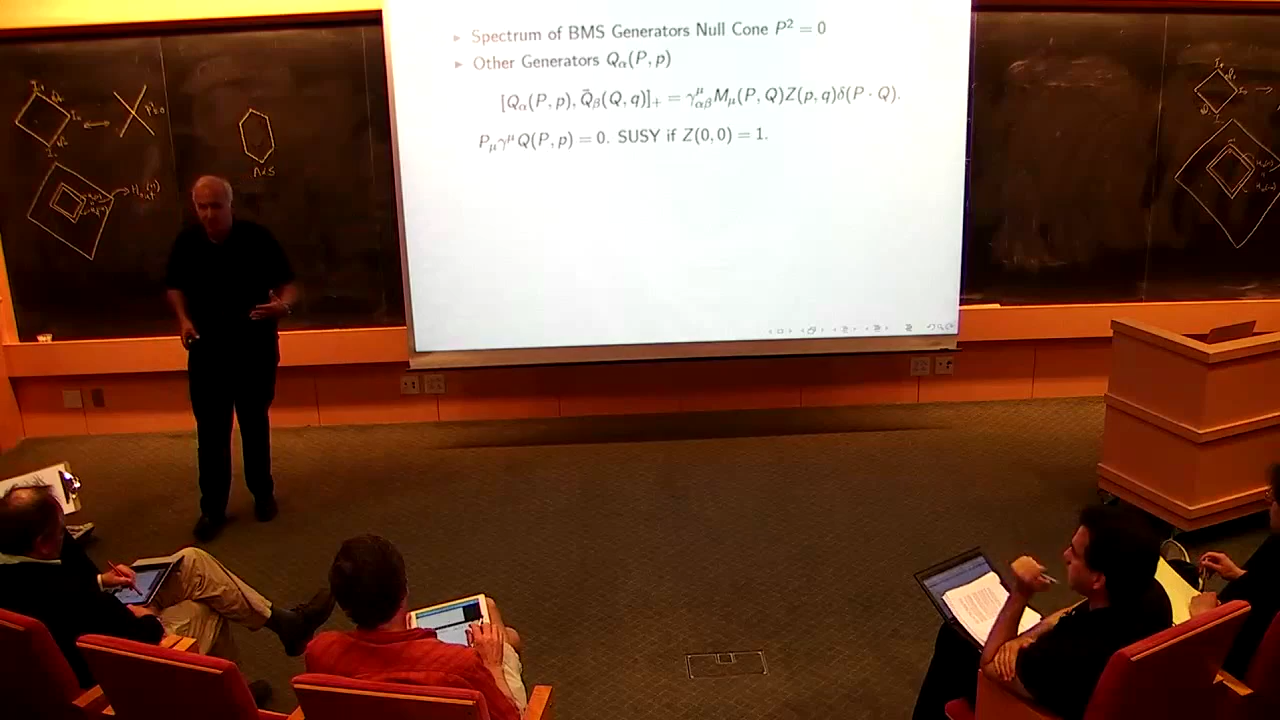 ▸ Spectrum of BMS Generators Null Cone $P^2 = 0$
▸ Other Generators $Q_\alpha(P, p)$
$[Q_\alpha(P, p), \bar{Q}_\beta(Q, q)]_+ = \gamma^\mu_{\alpha\beta} M_\mu(P, Q) Z(p, q) \delta(P \cdot Q).$
$P_\mu \gamma^\mu Q(P, p) = 0.$ SUSY if $Z(0, 0) = 1.$
AdS